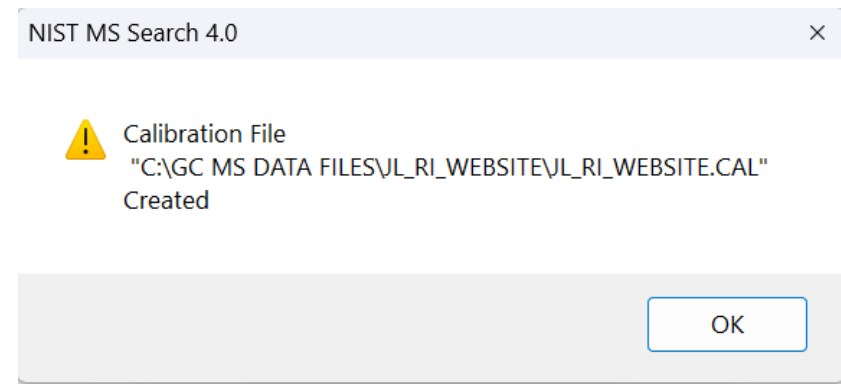 NIST MS Search 4.0
Calibration File
"C:\GC MS DATA FILES\JL_RI_WEBSITE\JL_RI_WEBSITE.CAL"
Created
OK